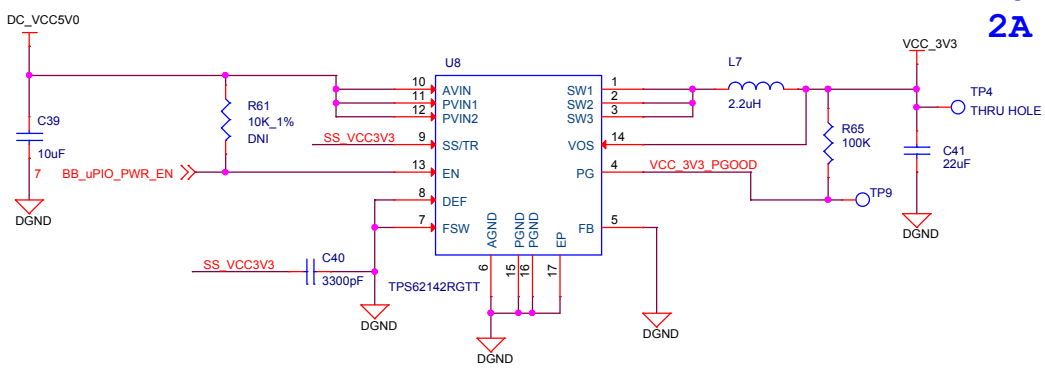 2A
DC_VCC5V0
VCC_3V3
U8
L7
2.2uH
TP4
THRU HOLE
10 AVIN SW1 1
11 PVIN1 SW2 2
12 PVIN2 SW3 3
9 SS/TR VOS 14
13 EN PG 4
8 DEF
7 FSW FB 5
R61
10K_1%
DNI
C39
10uF
SS_VCC3V3
7 BB_uPIO_PWR_EN
VCC_3V3_PGOOD
R65
100K
C41
22uF
TP9
DGND
DGND
AGND PGND PGND EP
6 15 16 17
SS_VCC3V3
C40
3300pF
TPS62142RGTT
DGND
DGND
DGND